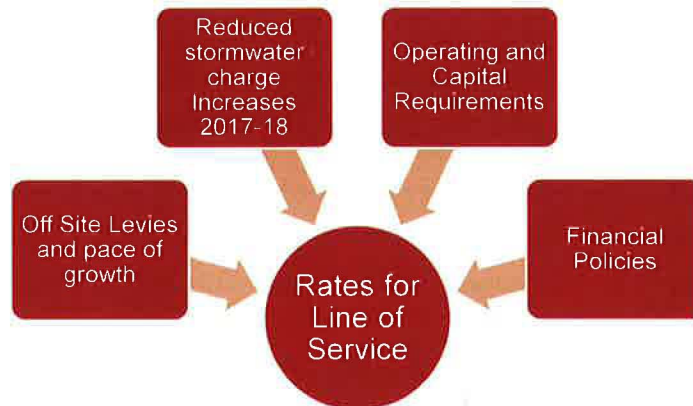 Reduced
stormwater
charge
Increases
2017-18
Operating and
Capital
Requirements
Off Site Levies
and pace of
growth
Financial
Policies
Rates for
Line of
Service